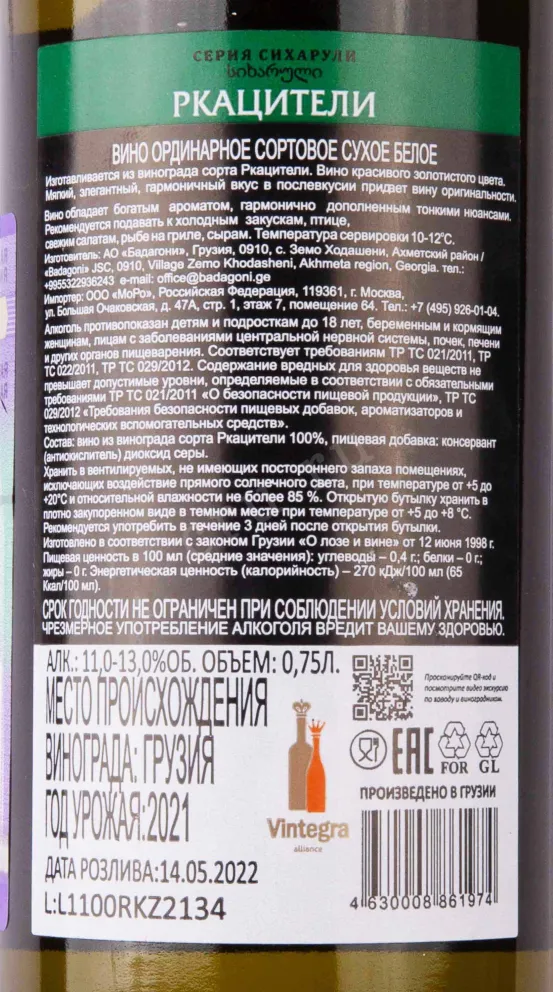 СЕРИЯ СИХАРУЛИ
სიხარული
РКАЦИТЕЛИ
ВИНО ОРДИНАРНОЕ СОРТОВОЕ СУХОЕ БЕЛОЕ
Изготавливается из винограда сорта Ркацители. Вино красивого золотистого цвета.
Мягкий, элегантный, гармоничный вкус в послевкусии придает вину оригинальности.
Вино обладает богатым ароматом, гармонично дополненным тонкими нюансами.
Рекомендуется подавать к холодным закускам, птице,
свежим салатам, рыбе на гриле, сырам. Температура сервировки 10-12°С.
Изготовитель: АО «Бадагони», Грузия, 0910, с. Земо Ходашени, Ахметский район /
«Badagoni» JSC, 0910, Village Zemo Khodasheni, Akhmeta region, Georgia. тел.:
+9955322936243 e-mail: office@badagoni.ge
Импортер: ООО «МоРо», Российская Федерация, 119361, г. Москва,
ул. Большая Очаковская, д. 47А, стр. 1, этаж 7, помещение 64. Тел.: +7 (495) 926-01-04.
Алкоголь противопоказан детям и подросткам до 18 лет, беременным и кормящим
женщинам, лицам с заболеваниями центральной нервной системы, почек, печени
и других органов пищеварения. Соответствует требованиям ТР ТС 021/2011, ТР
ТС 022/2011, ТР ТС 029/2012. Содержание вредных для здоровья веществ не
превышает допустимые уровни, определяемые в соответствии с обязательными
требованиями ТР ТС 021/2011 «О безопасности пищевой продукции», ТР ТС
029/2012 «Требования безопасности пищевых добавок, ароматизаторов и
технологических вспомогательных средств».
Состав: вино из винограда сорта Ркацители 100%, пищевая добавка: консервант
(антиокислитель) диоксид серы.
Хранить в вентилируемых, не имеющих постороннего запаха помещениях,
исключающих воздействие прямого солнечного света, при температуре от +5 до
+20°С и относительной влажности не более 85 %. Открытую бутылку хранить в
плотно закупоренном виде в темном месте при температуре от +5 до +8 °С.
Рекомендуется употребить в течение 3 дней после открытия бутылки.
Изготовлено в соответствии с законом Грузии «О лозе и вине» от 12 июня 1998 г.
Пищевая ценность в 100 мл (средние значения): углеводы – 0,4 г.; белки – 0 г.;
жиры – 0 г. Энергетическая ценность (калорийность) – 270 кДж/100 мл (65
Ккал/100 мл).
СРОК ГОДНОСТИ НЕ ОГРАНИЧЕН ПРИ СОБЛЮДЕНИИ УСЛОВИЙ ХРАНЕНИЯ.
ЧРЕЗМЕРНОЕ УПОТРЕБЛЕНИЕ АЛКОГОЛЯ ВРЕДИТ ВАШЕМУ ЗДОРОВЬЮ.
АЛК.: 11,0-13,0%ОБ. ОБЪЕМ: 0,75Л.
МЕСТО ПРОИСХОЖДЕНИЯ
ВИНОГРАДА: ГРУЗИЯ
ГОД УРОЖАЯ:2021
ДАТА РОЗЛИВА:14.05.2022
L:L1100RKZ2134
Vintegra
alliance
Просканируйте QR-код и
посмотрите видео экскурсию
по заводу и виноградникам.
EAC
FOR GL
ПРОИЗВЕДЕНО В ГРУЗИИ
4 630008 861974